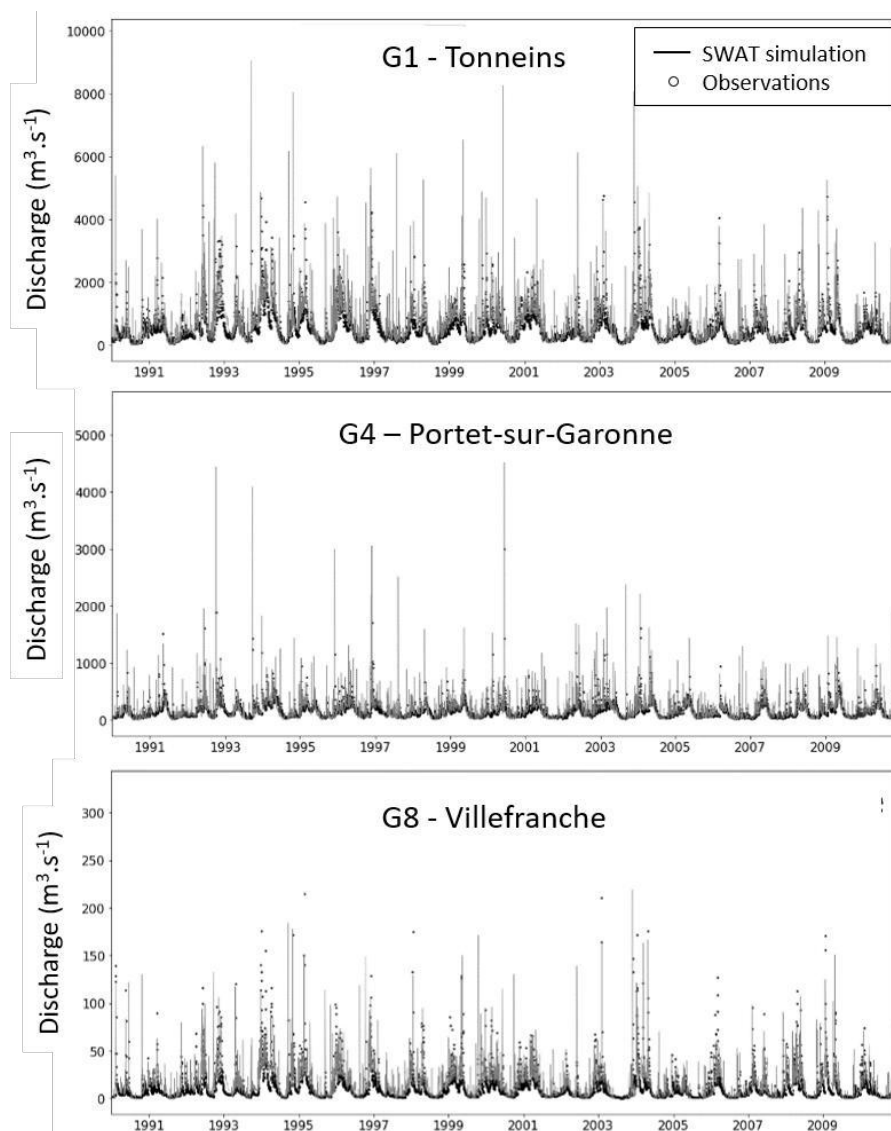 10000
G1 - Tonneins
SWAT simulation
Observations
8000
6000
4000
2000
0
Discharge (m³.s⁻¹)
1991 1993 1995 1997 1999 2001 2003 2005 2007 2009
5000
G4 – Portet-sur-Garonne
4000
3000
2000
1000
0
Discharge (m³.s⁻¹)
1991 1993 1995 1997 1999 2001 2003 2005 2007 2009
300
G8 - Villefranche
250
200
150
100
50
0
Discharge (m³.s⁻¹)
1991 1993 1995 1997 1999 2001 2003 2005 2007 2009